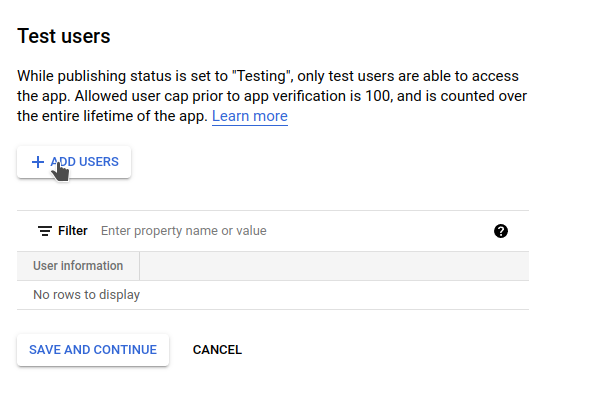 Test users
While publishing status is set to "Testing", only test users are able to access
the app. Allowed user cap prior to app verification is 100, and is counted over
the entire lifetime of the app. Learn more
+ ADD USERS
Filter Enter property name or value ?
User information
No rows to display
SAVE AND CONTINUE CANCEL